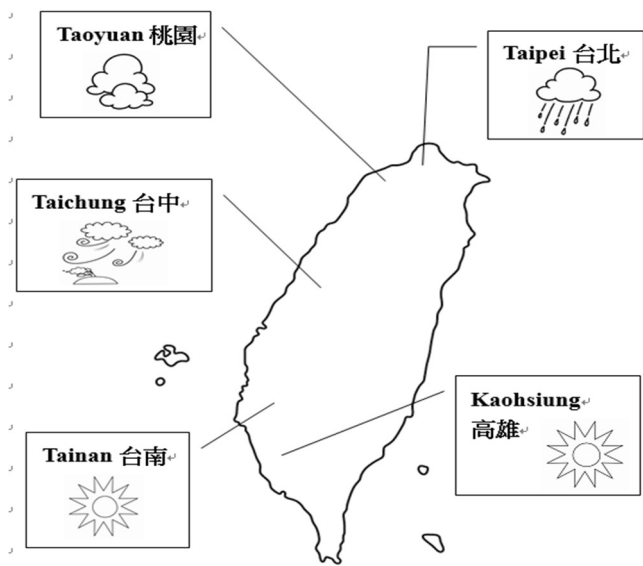 Taoyuan 桃園
Taipei 台北
Taichung 台中
Kaohsiung
高雄
Tainan 台南